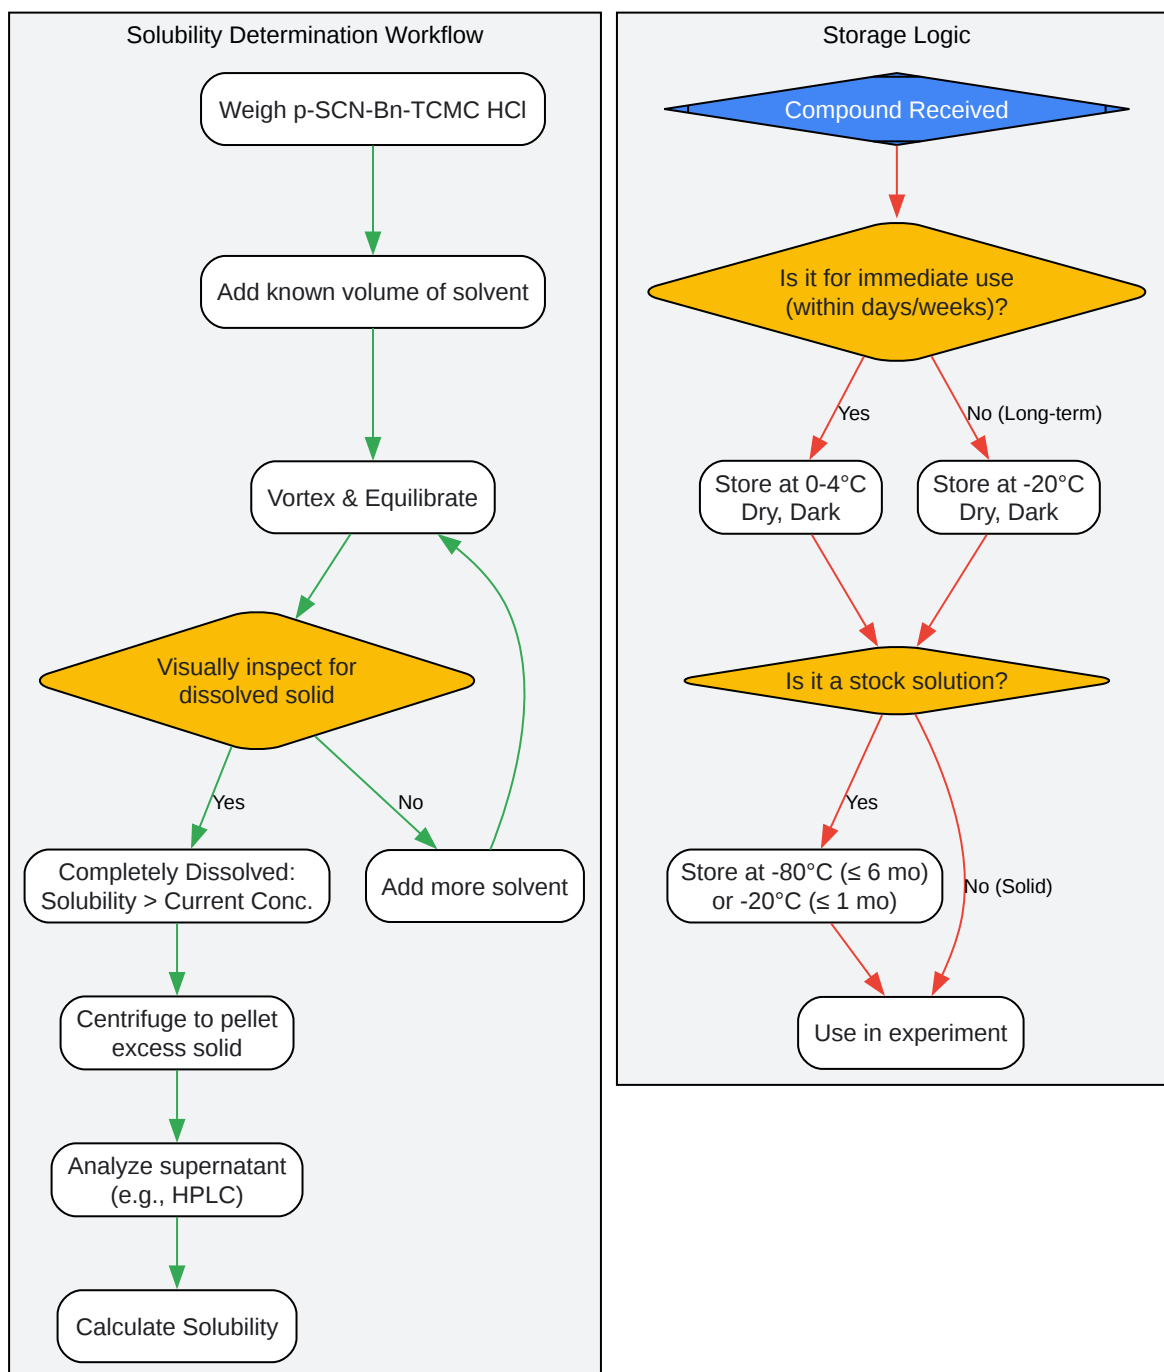 Solubility Determination Workflow
Weigh p-SCN-Bn-TCMC HCl
Add known volume of solvent
Vortex & Equilibrate
Visually inspect for
dissolved solid
Yes
No
Completely Dissolved:
Solubility > Current Conc.
Add more solvent
Centrifuge to pellet
excess solid
Analyze supernatant
(e.g., HPLC)
Calculate Solubility
Storage Logic
Compound Received
Is it for immediate use
(within days/weeks)?
Yes
No (Long-term)
Store at 0-4°C
Dry, Dark
Store at -20°C
Dry, Dark
Is it a stock solution?
Yes
No (Solid)
Store at -80°C (≤ 6 mo)
or -20°C (≤ 1 mo)
Use in experiment